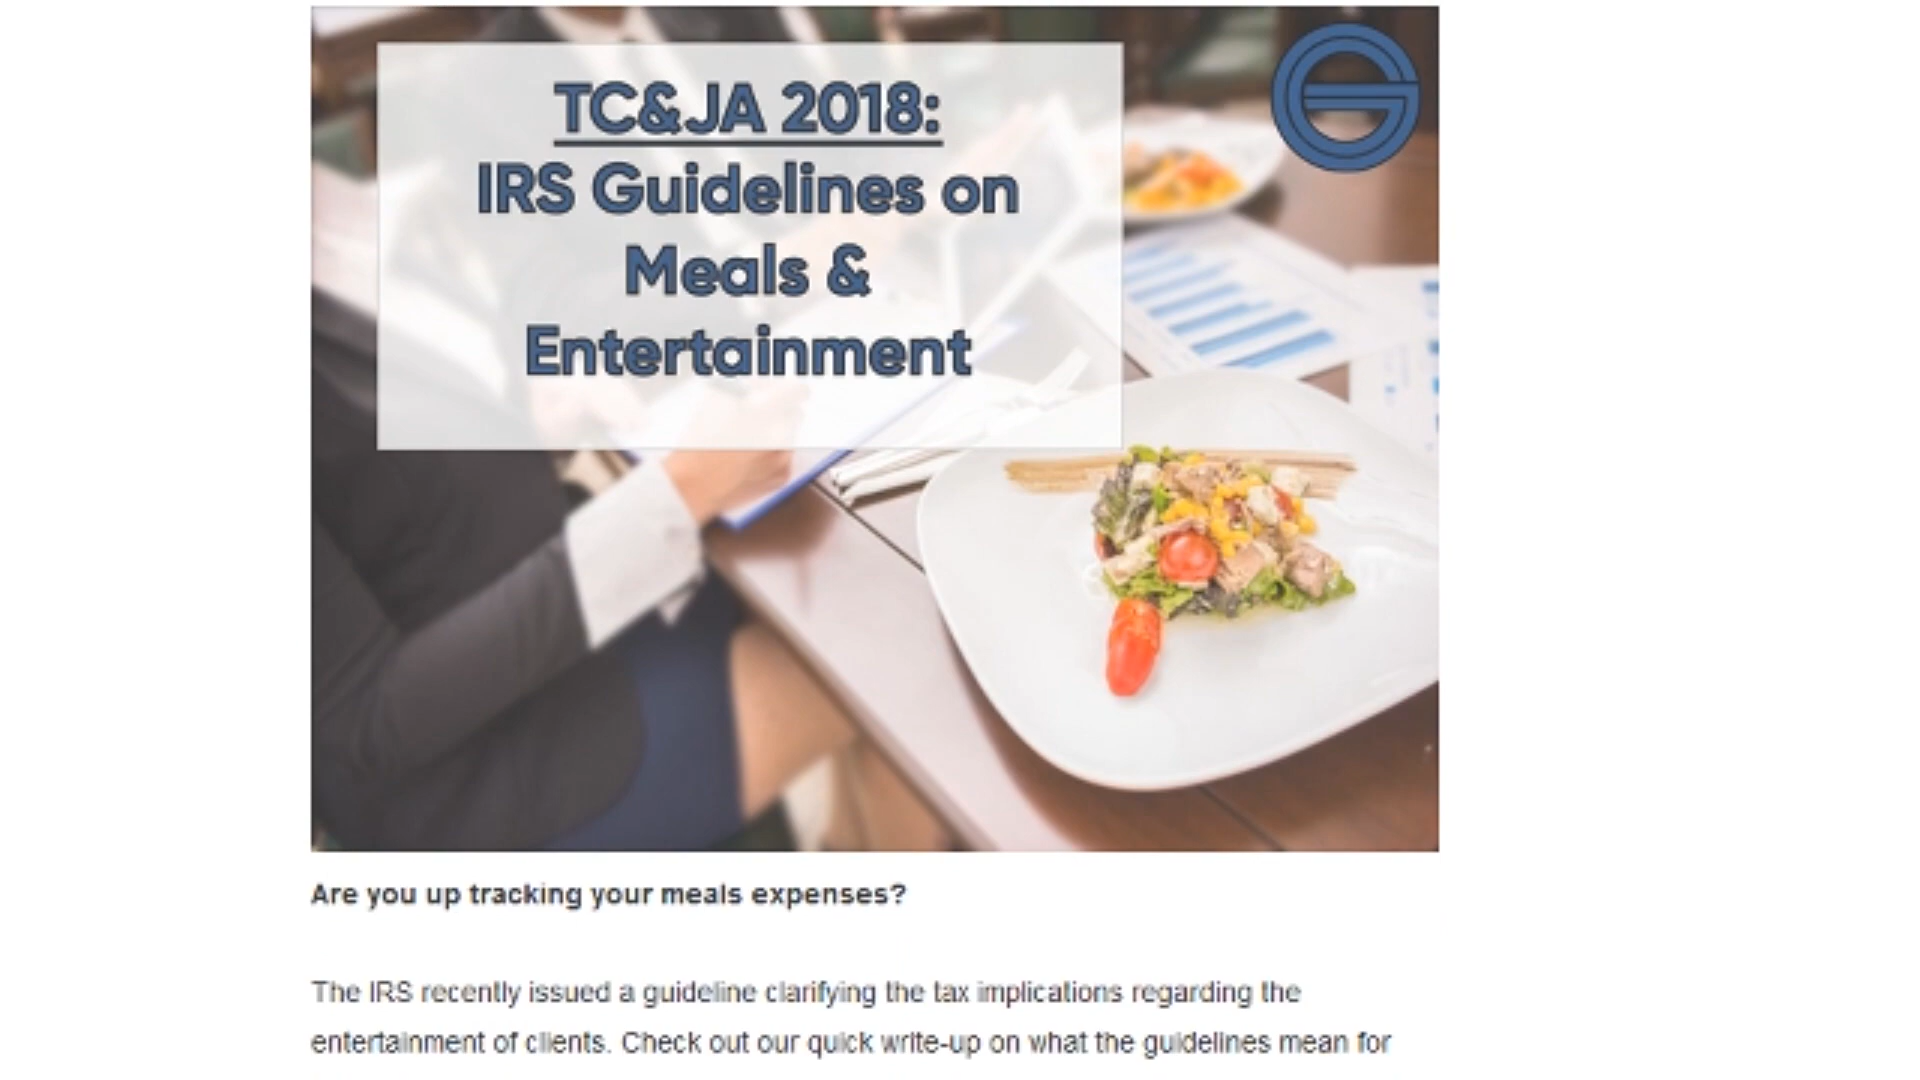 TC&JA 2018:
IRS Guidelines on
Meals &
Entertainment
Are you up tracking your meals expenses?
The IRS recently issued a guideline clarifying the tax implications regarding the
entertainment of clients. Check out our quick write-up on what the guidelines mean for